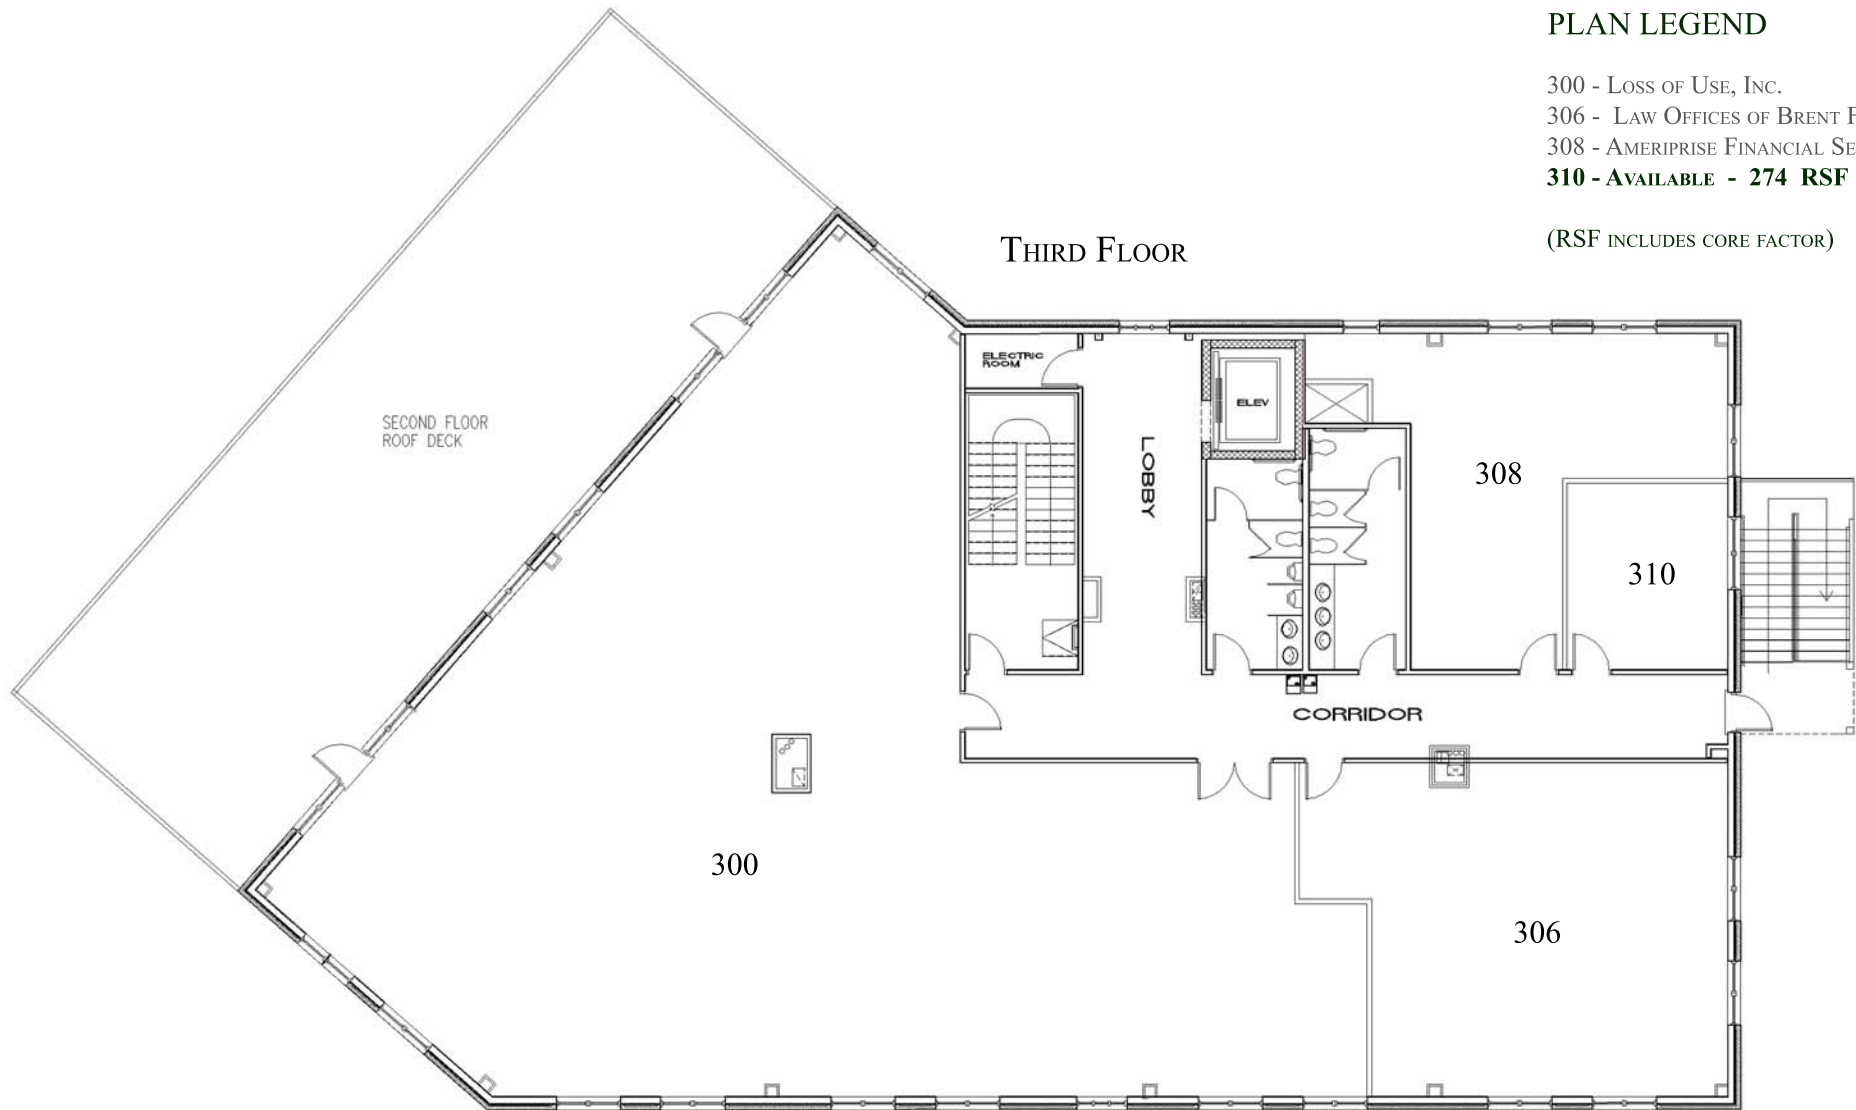 PLAN LEGEND
300 - Loss of Use, Inc.
306 - Law Offices of Brent
308 - Ameriprise Financial
310 - Available - 274 RSF
(RSF includes core factor)
Third Floor
ELECTRIC
ROOM
ELEV
SECOND FLOOR
ROOF DECK
LOBBY
308
310
CORRIDOR
300
306